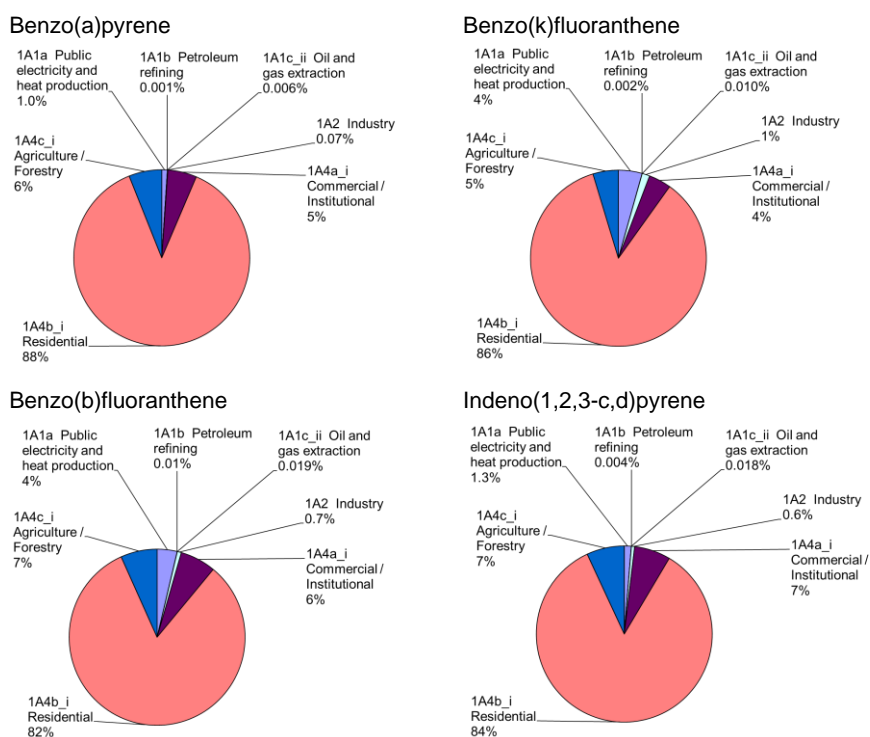 Benzo(a)pyrene
1A1a Public
electricity and
heat production
1.0%
1A1b Petroleum
refining
0.001%
1A1c_ii Oil and
gas extraction
0.006%
1A2 Industry
0.07%
1A4a_i
Commercial /
Institutional
5%
1A4c_i
Agriculture /
Forestry
6%
1A4b_i
Residential
88%
Benzo(k)fluoranthene
1A1a Public
electricity and
heat production
4%
1A1b Petroleum
refining
0.002%
1A1c_ii Oil and
gas extraction
0.010%
1A2 Industry
1%
1A4a_i
Commercial /
Institutional
4%
1A4c_i
Agriculture /
Forestry
5%
1A4b_i
Residential
86%
Benzo(b)fluoranthene
1A1a Public
electricity and
heat production
4%
1A1b Petroleum
refining
0.01%
1A1c_ii Oil and
gas extraction
0.019%
1A2 Industry
0.7%
1A4a_i
Commercial /
Institutional
6%
1A4c_i
Agriculture /
Forestry
7%
1A4b_i
Residential
82%
Indeno(1,2,3-c,d)pyrene
1A1a Public
electricity and
heat production
1.3%
1A1b Petroleum
refining
0.004%
1A1c_ii Oil and
gas extraction
0.018%
1A2 Industry
0.6%
1A4a_i
Commercial /
Institutional
7%
1A4c_i
Agriculture /
Forestry
7%
1A4b_i
Residential
84%